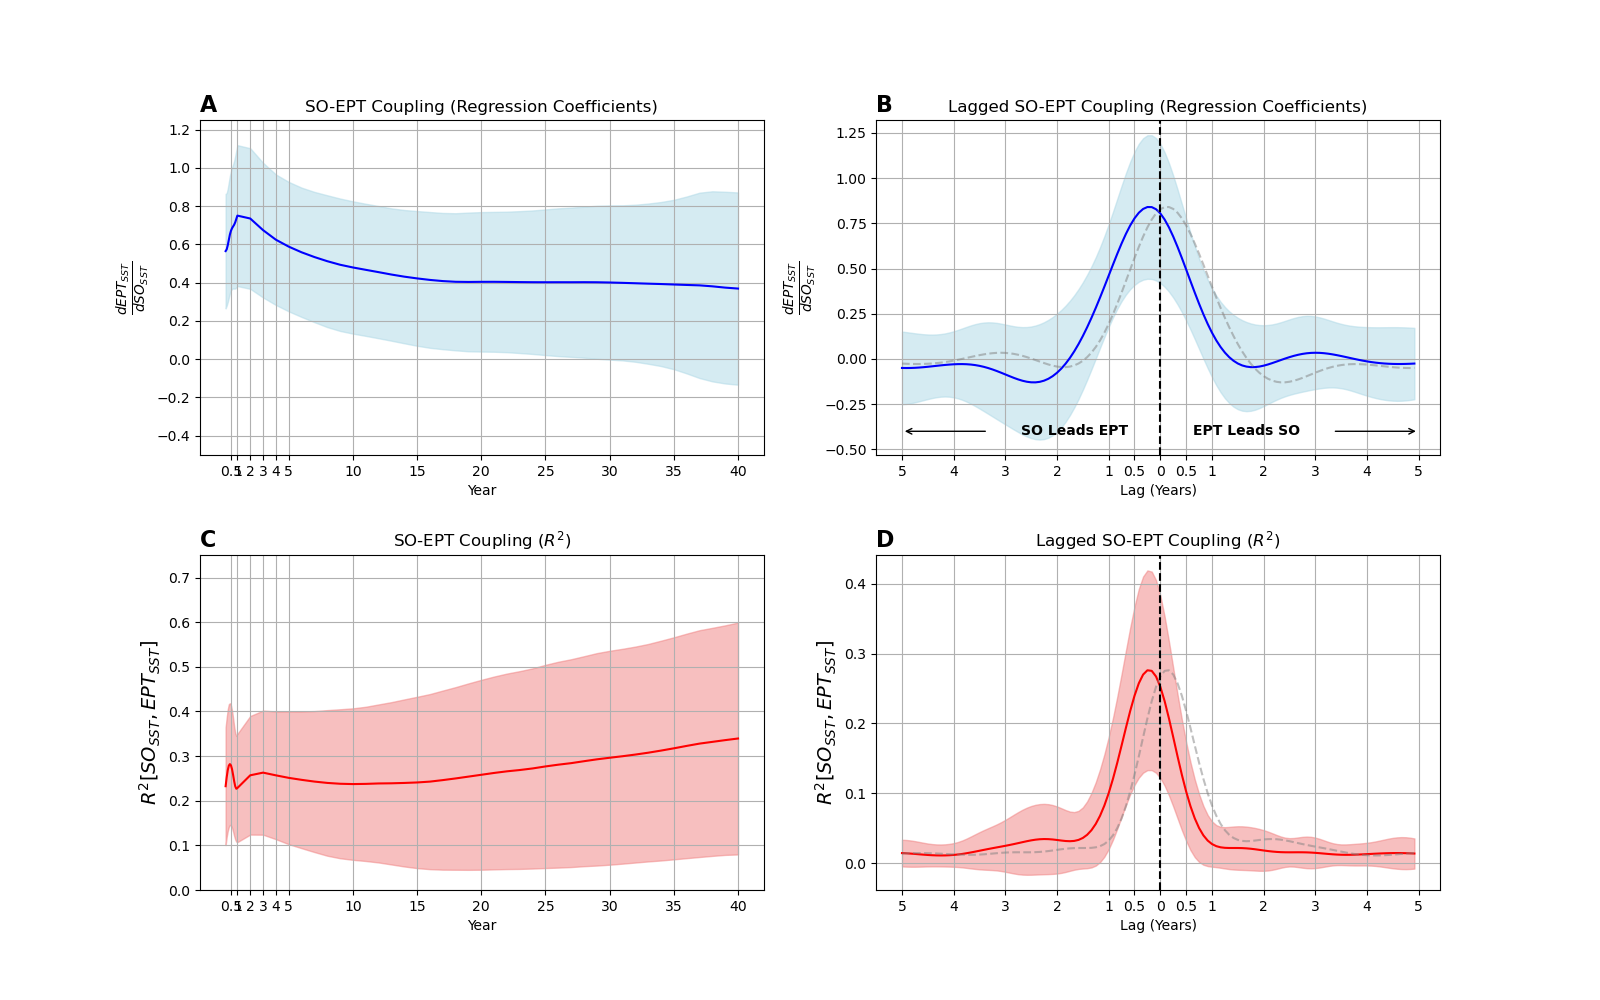 A
SO-EPT Coupling (Regression Coefficients)
1.2
1.0
0.8
0.6
0.4
0.2
0.0
−0.2
−0.4
dEPT_SST
dSO_SST
0.5 1 2 3 4 5 10 15 20 25 30 35 40
Year
B
Lagged SO-EPT Coupling (Regression Coefficients)
1.25
1.00
0.75
0.50
0.25
0.00
−0.25
−0.50
dEPT_SST
dSO_SST
SO Leads EPT EPT Leads SO
5 4 3 2 1 0.5 0 0.5 1 2 3 4 5
Lag (Years)
C
SO-EPT Coupling (R²)
0.7
0.6
0.5
0.4
0.3
0.2
0.1
0.0
R²[SO_SST, EPT_SST]
0.5 1 2 3 4 5 10 15 20 25 30 35 40
Year
D
Lagged SO-EPT Coupling (R²)
0.4
0.3
0.2
0.1
0.0
R²[SO_SST, EPT_SST]
5 4 3 2 1 0.5 0 0.5 1 2 3 4 5
Lag (Years)